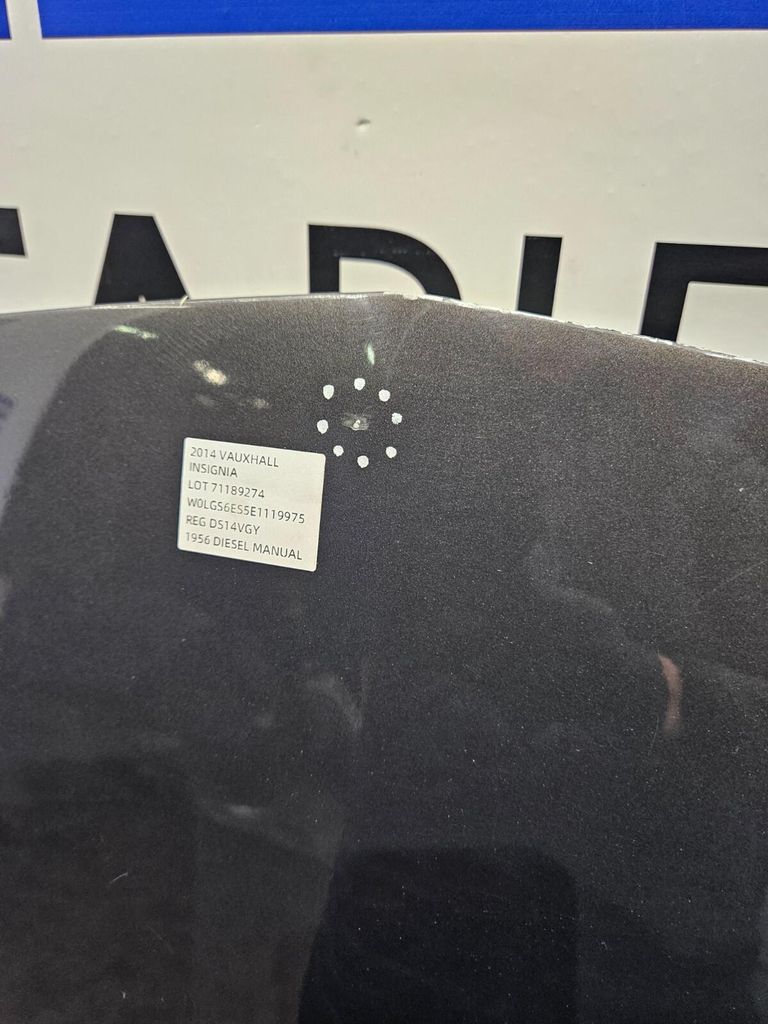 2014 VAUXHALL
INSIGNIA
LOT 71189274
W0LGS6ES5E1119975
REG DS14VGY
1956 DIESEL MANUAL